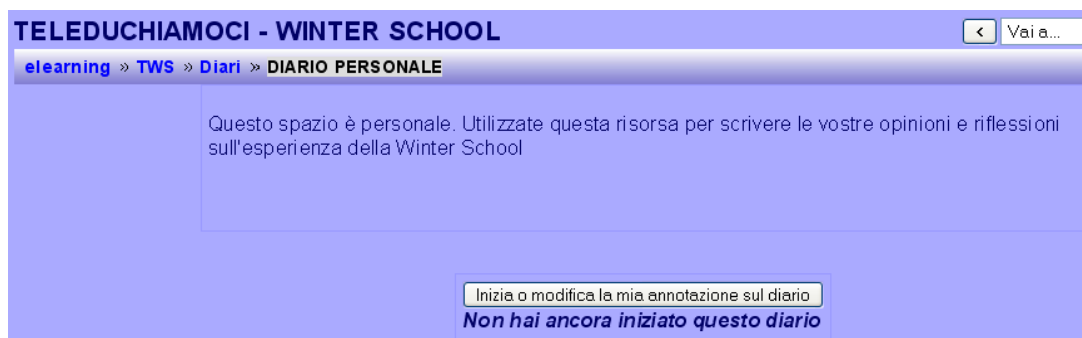 TELEDUCHIAMOCI - WINTER SCHOOL
< Vai a...
elearning » TWS » Diari » DIARIO PERSONALE
Questo spazio è personale. Utilizzate questa risorsa per scrivere le vostre opinioni e riflessioni
sull'esperienza della Winter School
Inizia o modifica la mia annotazione sul diario
Non hai ancora iniziato questo diario